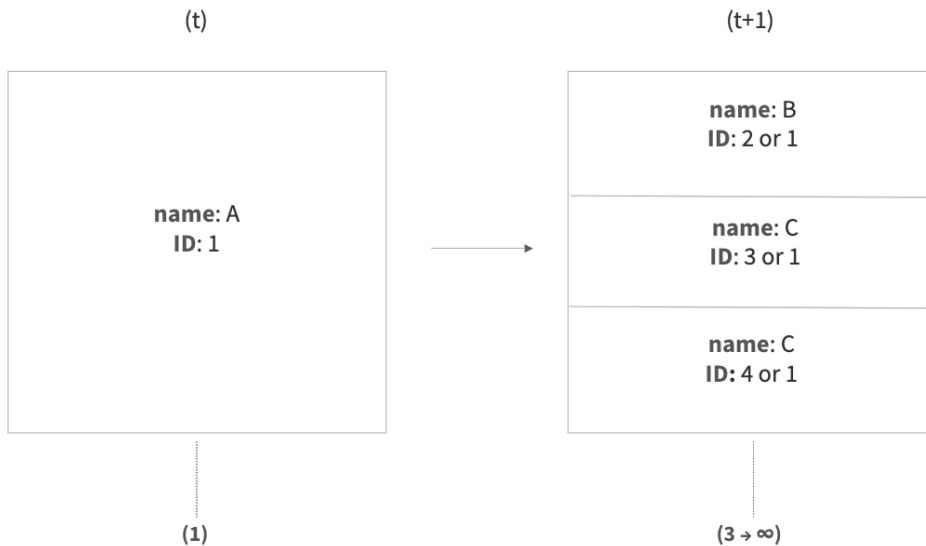 (t)
(t+1)
name: A
ID: 1
name: B
ID: 2 or 1
name: C
ID: 3 or 1
name: C
ID: 4 or 1
(1)
(3 → ∞)